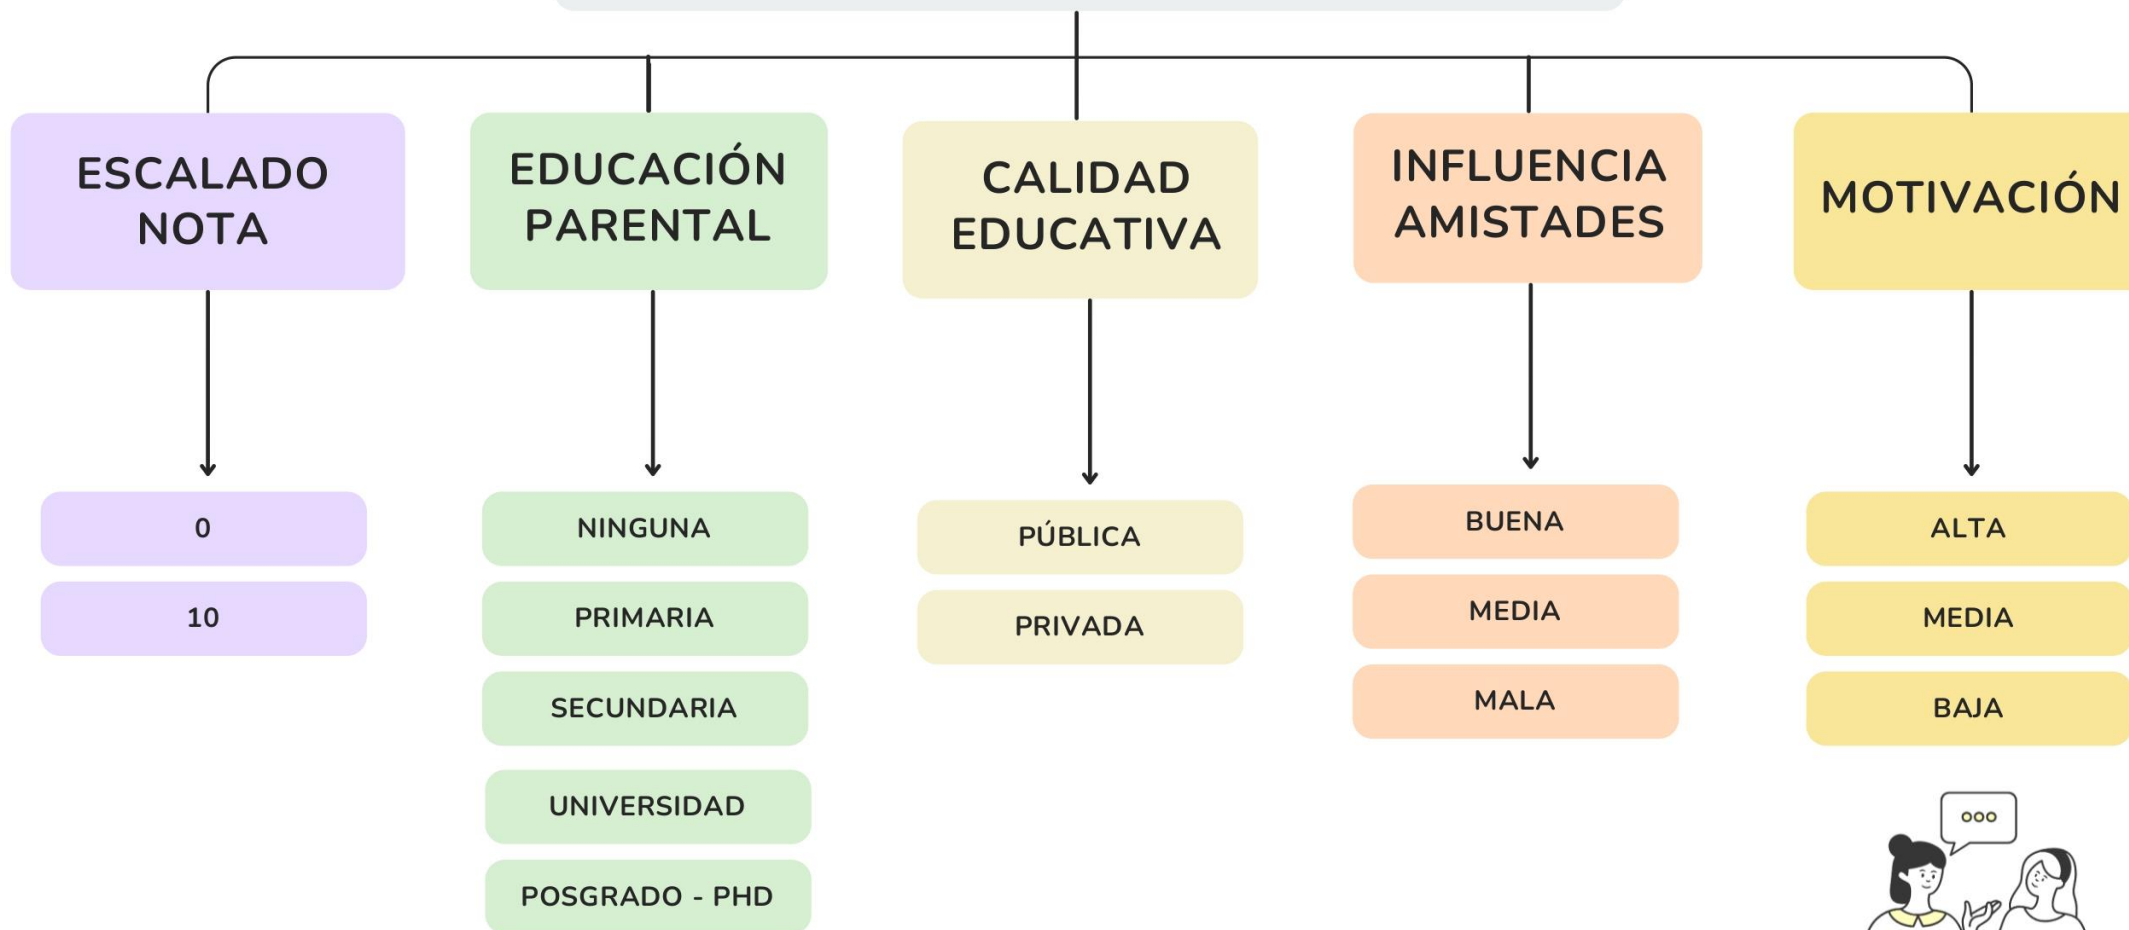 ESCALADO
NOTA
EDUCACIÓN
PARENTAL
CALIDAD
EDUCATIVA
INFLUENCIA
AMISTADES
MOTIVACIÓN
0
10
NINGUNA
PRIMARIA
SECUNDARIA
UNIVERSIDAD
POSGRADO - PHD
PÚBLICA
PRIVADA
BUENA
MEDIA
MALA
ALTA
MEDIA
BAJA